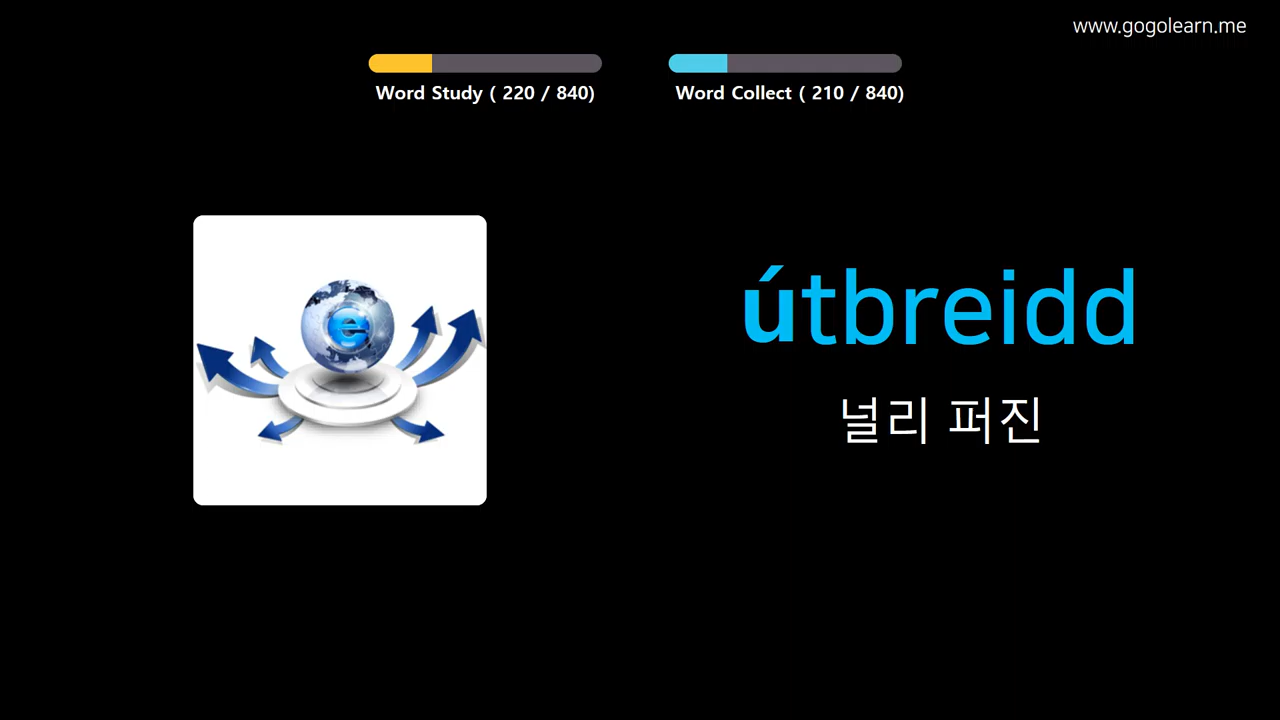 www.gogolearn.me
Word Study ( 220 / 840)
Word Collect ( 210 / 840)
e
útbreidd
널리 퍼진